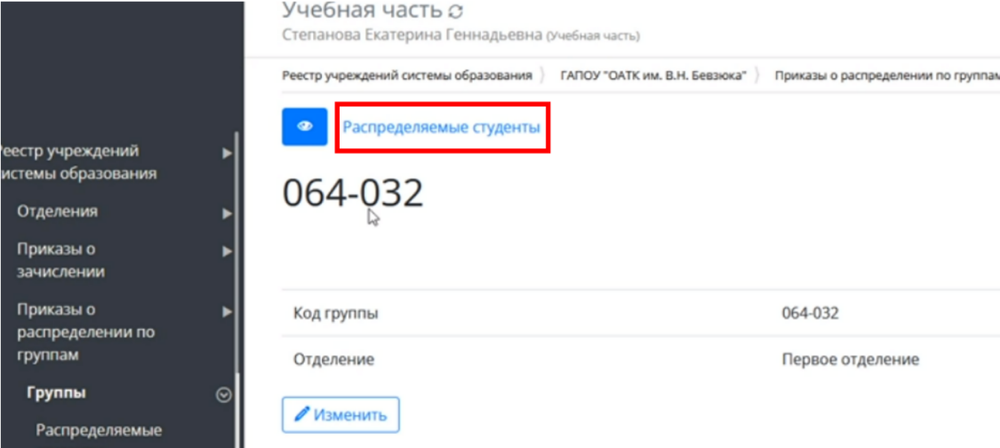 Учебная часть
Степанова Екатерина Геннадьевна (Учебная часть)
Реестр учреждений системы образования
ГАПОУ "ОАТК им. В.Н. Бевзюка"
Приказы о распределении по группам
Распределяемые студенты
064-032
Код группы
064-032
Отделение
Первое отделение
Изменить
Реестр учреждений
системы образования
Отделения
Приказы о
зачислении
Приказы о
распределении по
группам
Группы
Распределяемые